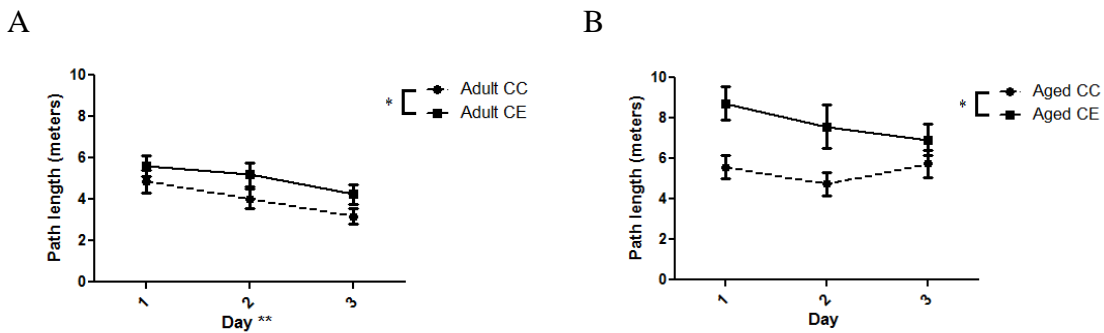 A
Path length (meters)
10
8
6
4
2
0
1
2
3
Day **
*
Adult CC
Adult CE
B
Path length (meters)
10
8
6
4
2
0
1
2
3
Day
*
Aged CC
Aged CE